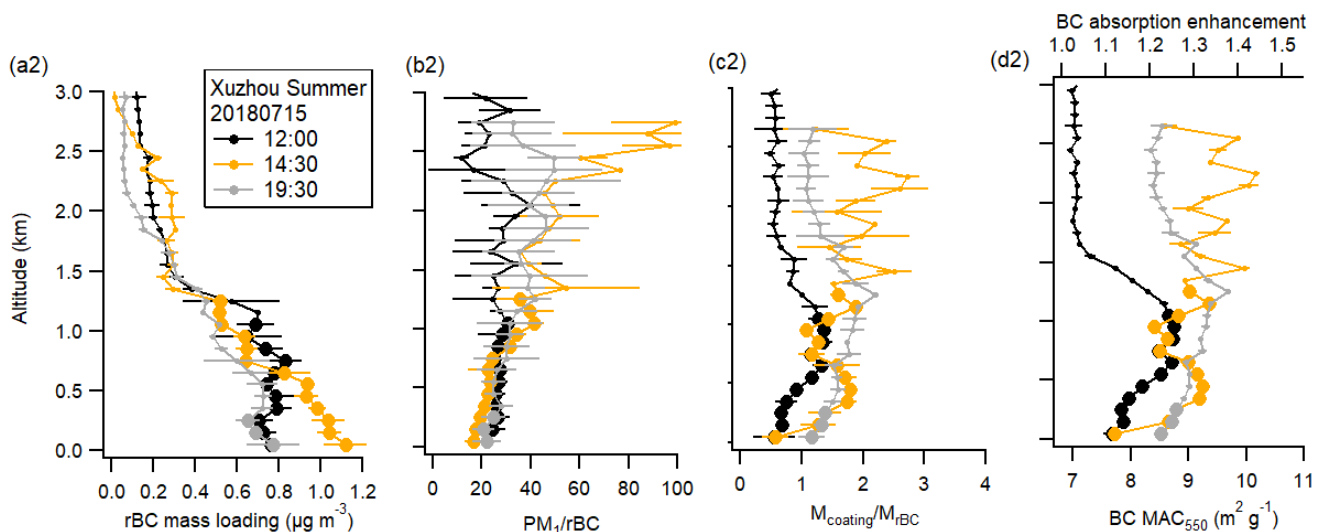 BC absorption enhancement
1.0 1.1 1.2 1.3 1.4 1.5
(a2) (b2) (c2) (d2)
Xuzhou Summer
20180715
12:00
14:30
19:30
3.0
2.5
2.0
1.5
1.0
0.5
0.0
Altitude (km)
0.0 0.2 0.4 0.6 0.8 1.0 1.2
rBC mass loading (µg m⁻³)
0 20 40 60 80 100
PM₁/rBC
0 1 2 3 4
M_coating/M_rBC
7 8 9 10 11
BC MAC₅₅₀ (m² g⁻¹)